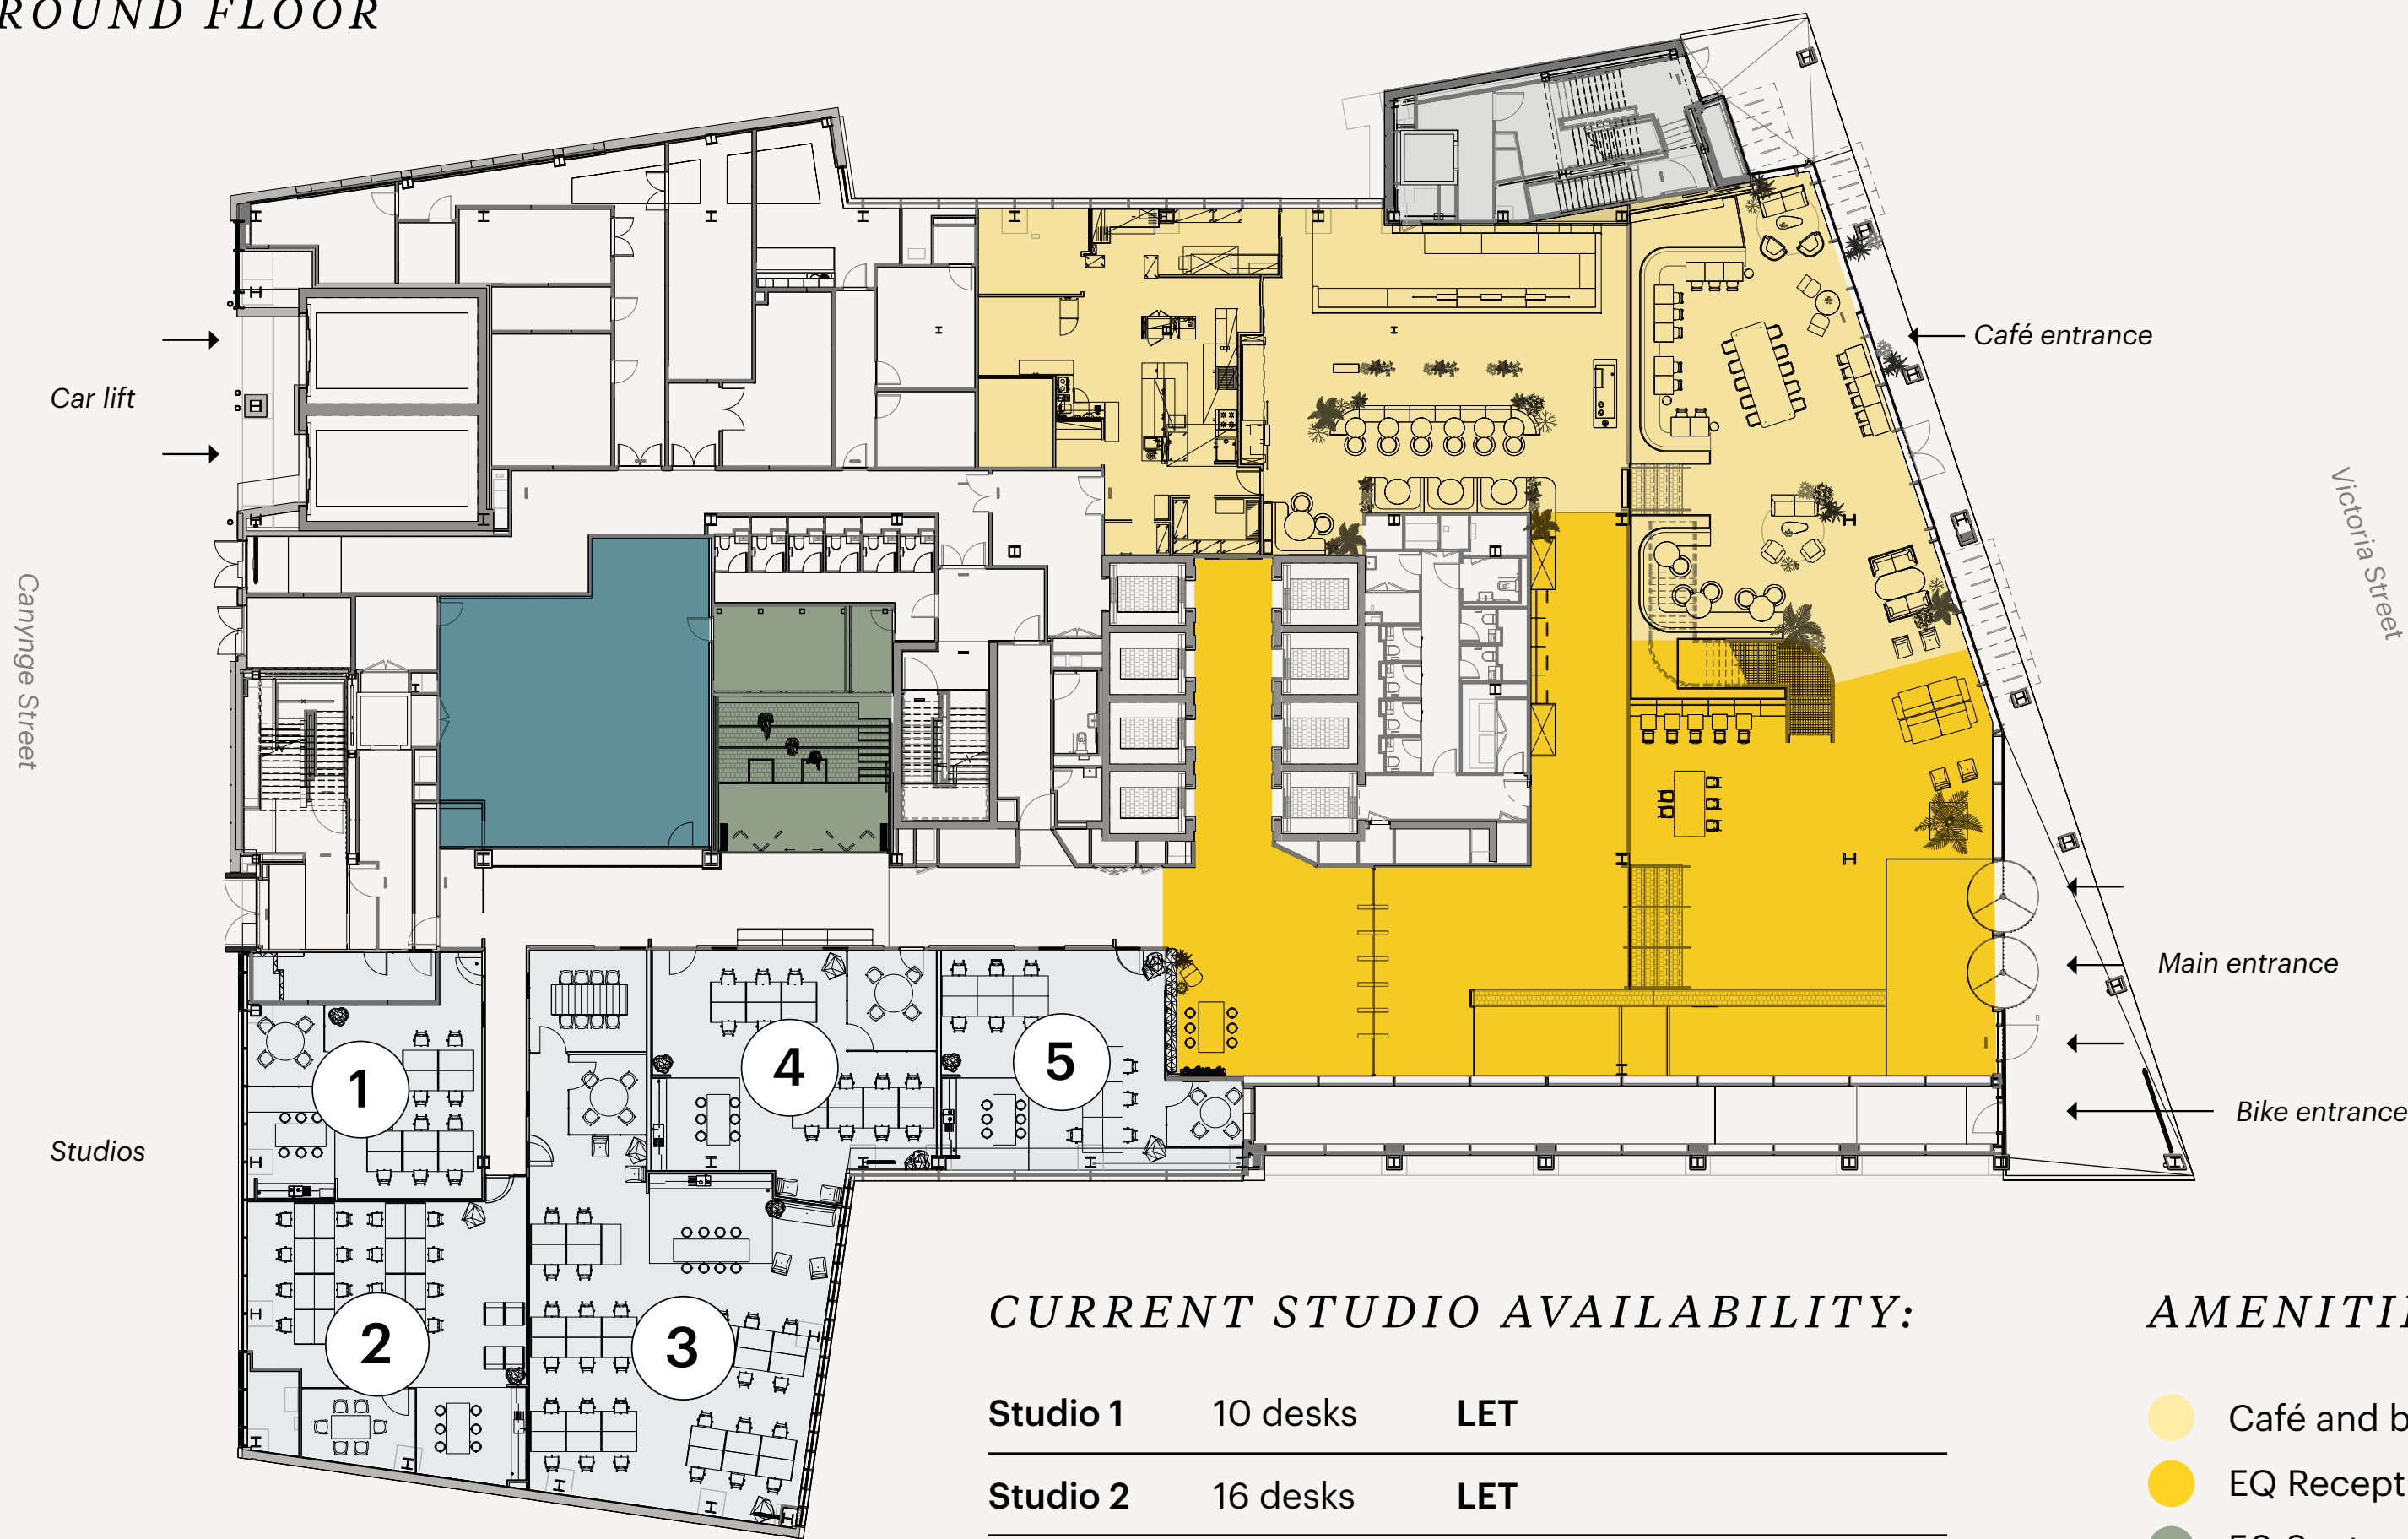 ROUND FLOOR
Café entrance
Car lift
Victoria Street
Canynge Street
Main entrance
Bike entrance
Studios
1
2
3
4
5
CURRENT STUDIO AVAILABILITY:
Studio 1 10 desks LET
Studio 2 16 desks LET
AMENITI
Café and b
EQ Recept